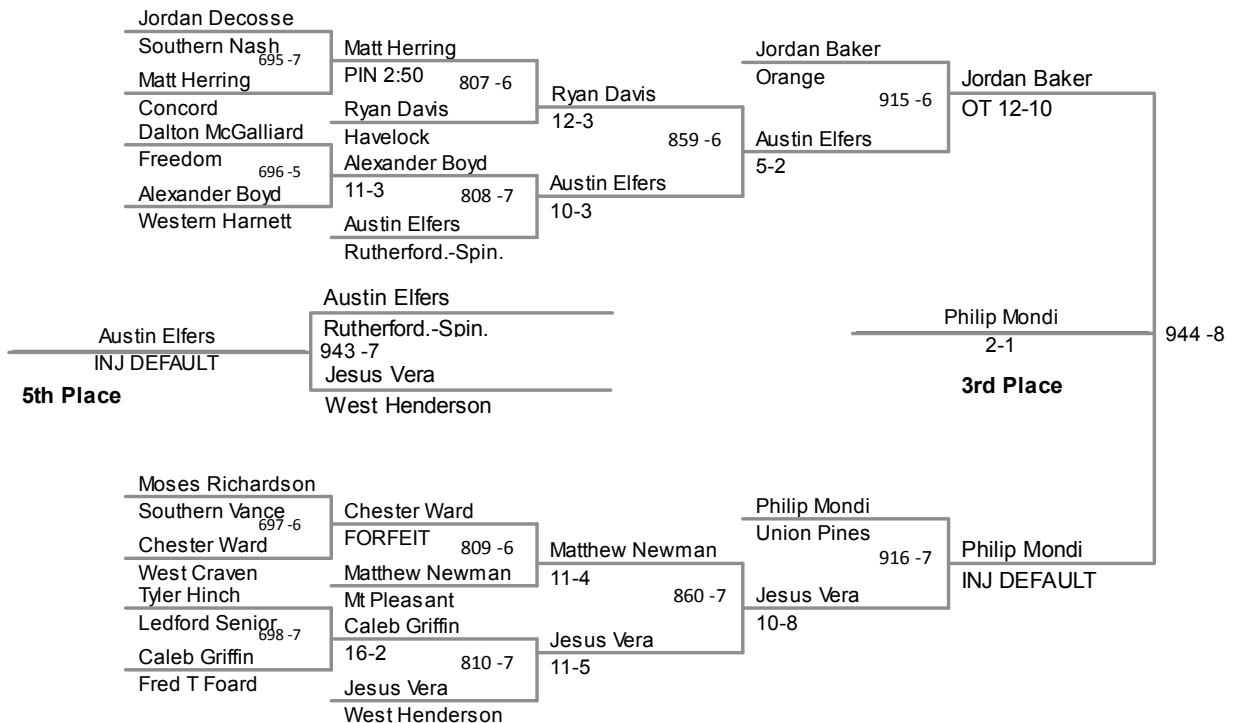 Jordan Decosse
Southern Nash
695 -7
Matt Herring
Concord
Dalton McGalliard
Freedom
696 -5
Alexander Boyd
Western Harnett
Matt Herring
PIN 2:50
807 -6
Ryan Davis
Havelock
Alexander Boyd
11-3
808 -7
Austin Elfers
Rutherford.-Spin.
Ryan Davis
12-3
859 -6
Austin Elfers
10-3
Jordan Baker
Orange
915 -6
Austin Elfers
5-2
Jordan Baker
OT 12-10
Austin Elfers
INJ DEFAULT
5th Place
Austin Elfers
Rutherford.-Spin.
943 -7
Jesus Vera
West Henderson
Philip Mondi
2-1
3rd Place
944 -8
Moses Richardson
Southern Vance
697 -6
Chester Ward
West Craven
Tyler Hinch
Ledford Senior
698 -7
Caleb Griffin
Fred T Foard
Chester Ward
FORFEIT
809 -6
Matthew Newman
Mt Pleasant
Caleb Griffin
16-2
810 -7
Jesus Vera
West Henderson
Matthew Newman
11-4
860 -7
Jesus Vera
11-5
Philip Mondi
Union Pines
916 -7
Jesus Vera
10-8
Philip Mondi
INJ DEFAULT